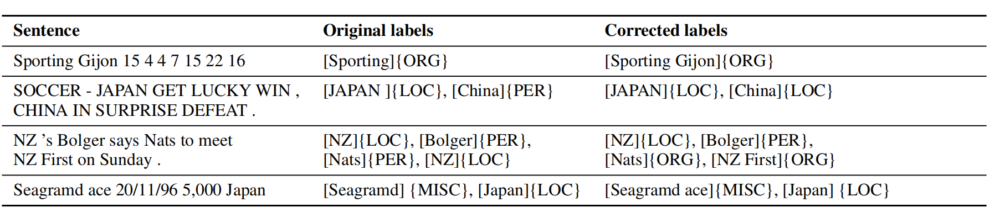 Sentence Original labels Corrected labels
Sporting Gijon 15 4 4 7 15 22 16 [Sporting]{ORG} [Sporting Gijon]{ORG}
SOCCER - JAPAN GET LUCKY WIN , [JAPAN ]{LOC}, [China]{PER} [JAPAN]{LOC}, [China]{LOC}
CHINA IN SURPRISE DEFEAT .
NZ ’s Bolger says Nats to meet [NZ]{LOC}, [Bolger]{PER}, [NZ]{LOC}, [Bolger]{PER},
NZ First on Sunday . [Nats]{PER}, [NZ]{LOC} [Nats]{ORG}, [NZ First]{ORG}
Seagramd ace 20/11/96 5,000 Japan [Seagramd] {MISC}, [Japan]{LOC} [Seagramd ace]{MISC}, [Japan] {LOC}